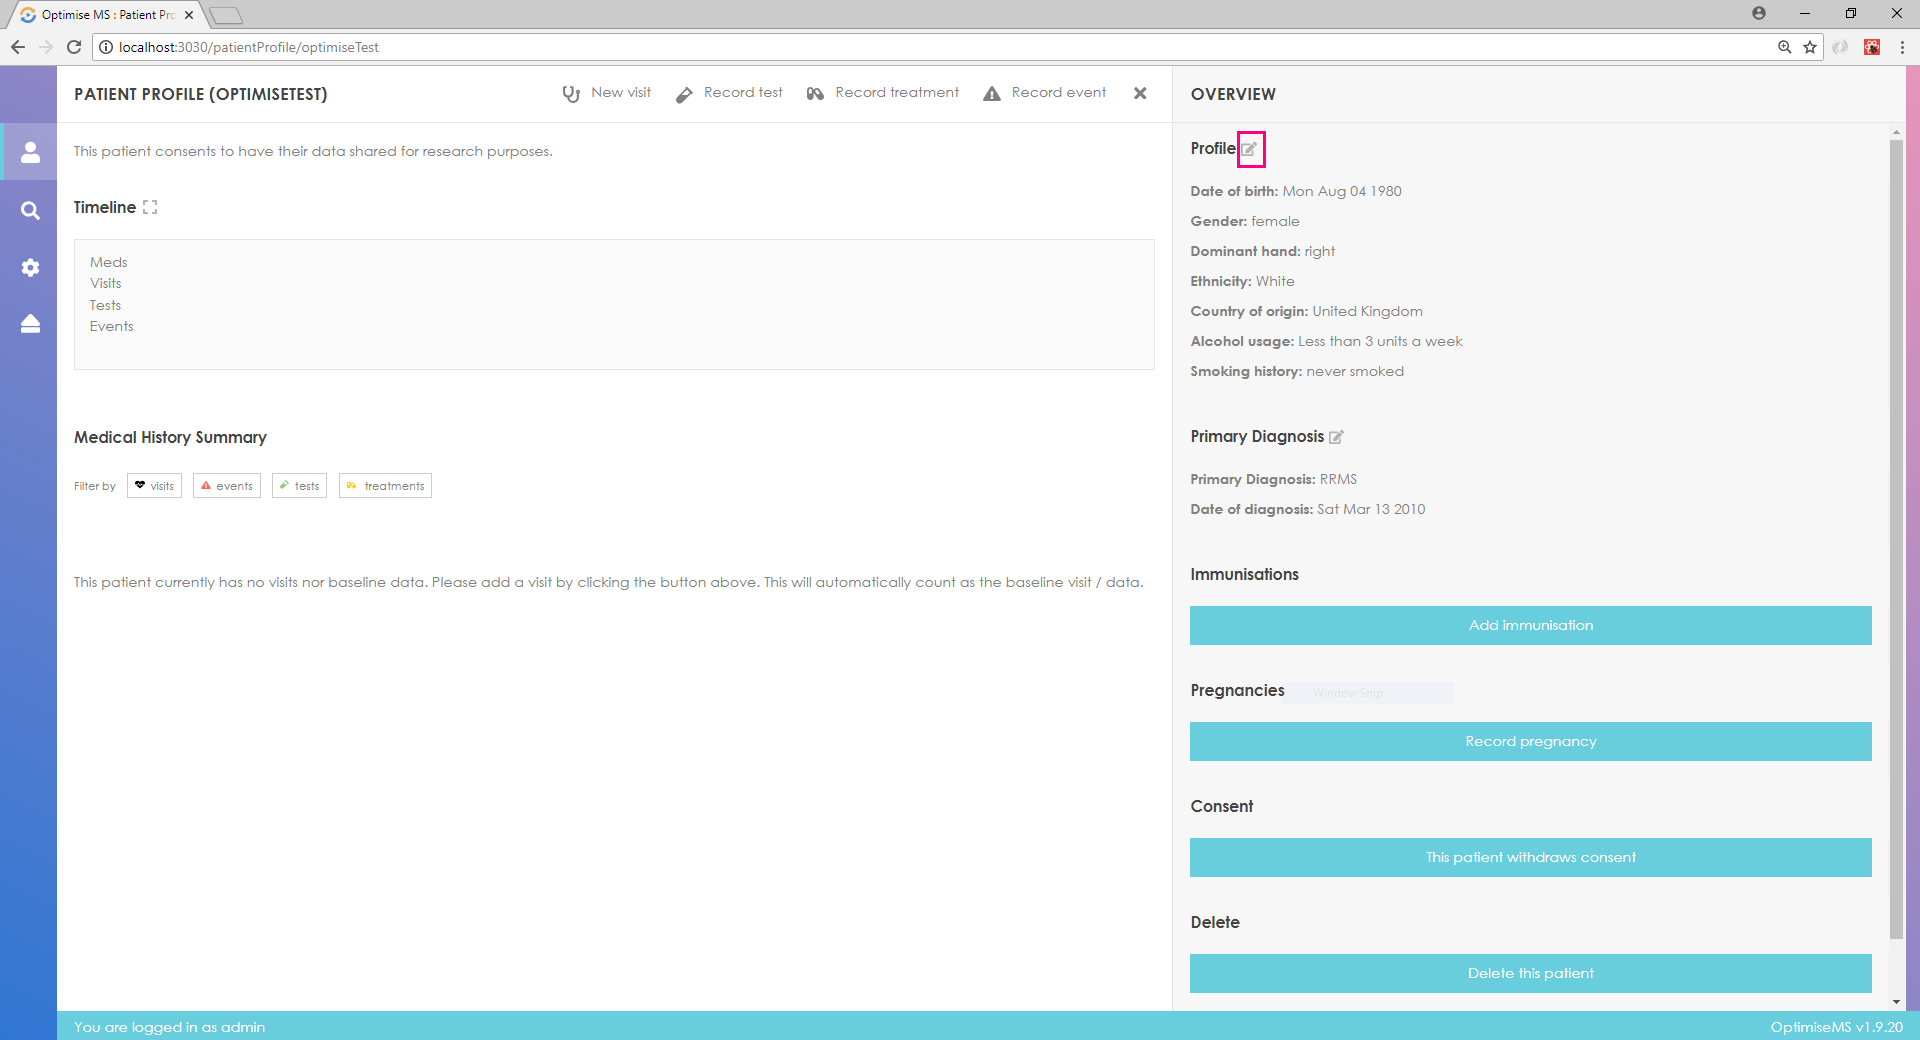 Optimise MS : Patient Pro
localhost:3030/patientProfile/optimiseTest
PATIENT PROFILE (OPTIMISETEST)
New visit
Record test
Record treatment
Record event
OVERVIEW
This patient consents to have their data shared for research purposes.
Timeline
Meds
Visits
Tests
Events
Medical History Summary
Filter by visits events tests treatments
This patient currently has no visits nor baseline data. Please add a visit by clicking the button above. This will automatically count as the baseline visit / data.
Profile
Date of birth: Mon Aug 04 1980
Gender: female
Dominant hand: right
Ethnicity: White
Country of origin: United Kingdom
Alcohol usage: Less than 3 units a week
Smoking history: never smoked
Primary Diagnosis
Primary Diagnosis: RRMS
Date of diagnosis: Sat Mar 13 2010
Immunisations
Add immunisation
Pregnancies
Window Snip
Record pregnancy
Consent
This patient withdraws consent
Delete
Delete this patient
You are logged in as admin
OptimiseMS v1.9.20